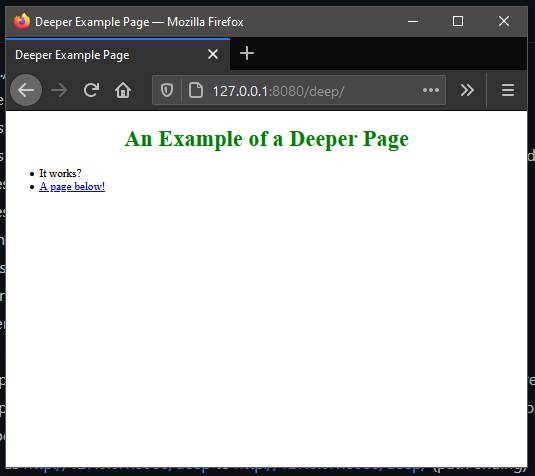 Deeper Example Page — Mozilla Firefox
Deeper Example Page
127.0.0.1:8080/deep/
An Example of a Deeper Page
It works?
A page below!